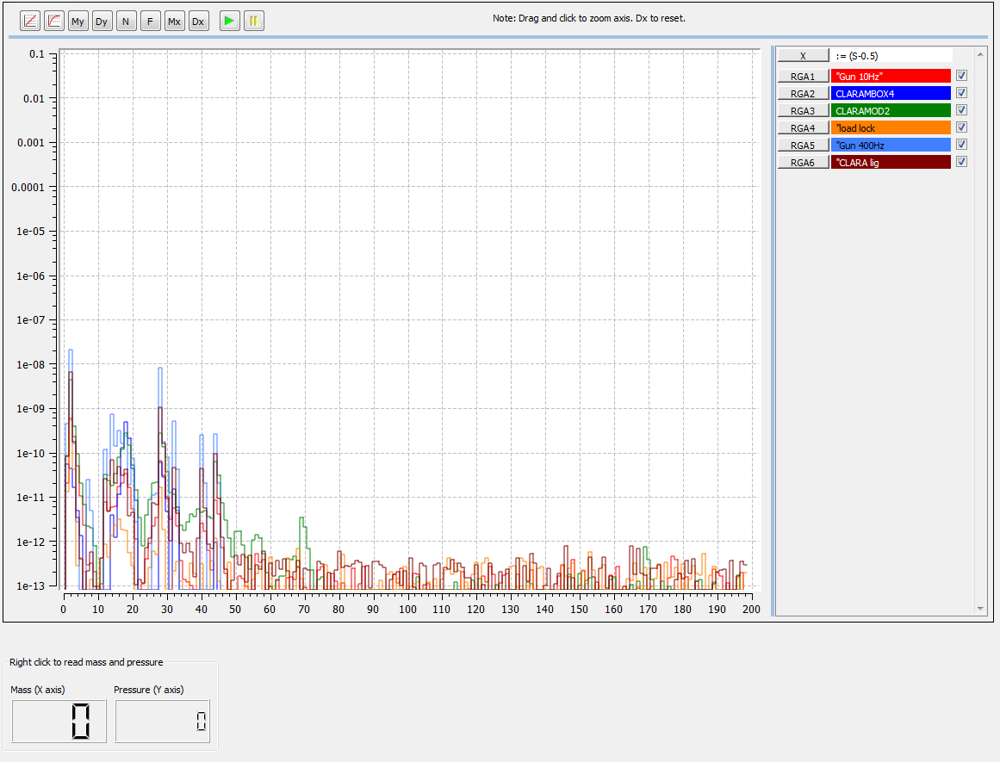 My Dy N F Mx Dx
Note: Drag and click to zoom axis. Dx to reset.
X := (S-0.5)
RGA1 "Gun 10Hz"
RGA2 CLARAMBOX4
RGA3 CLARAMOD2
RGA4 "load lock
RGA5 "Gun 400Hz
RGA6 "CLARA lig
0.1
0.01
0.001
0.0001
1e-05
1e-06
1e-07
1e-08
1e-09
1e-10
1e-11
1e-12
1e-13
0 10 20 30 40 50 60 70 80 90 100 110 120 130 140 150 160 170 180 190 200
Right click to read mass and pressure
Mass (X axis) Pressure (Y axis)
0 0